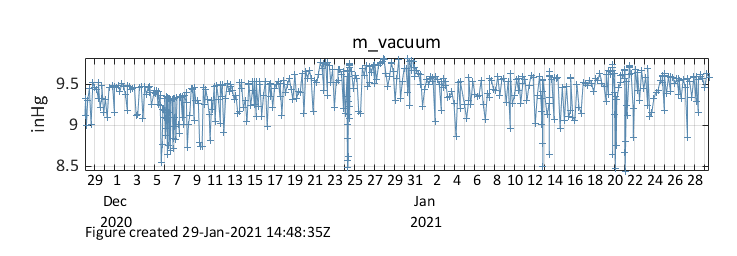 m_vacuum
9.5
9
8.5
inHg
29 1 3 5 7 9 11 13 15 17 19 21 23 25 27 29 31 2 4 6 8 10 12 14 16 18 20 22 24 26 28
Dec Jan
2020 2021
Figure created 29-Jan-2021 14:48:35Z